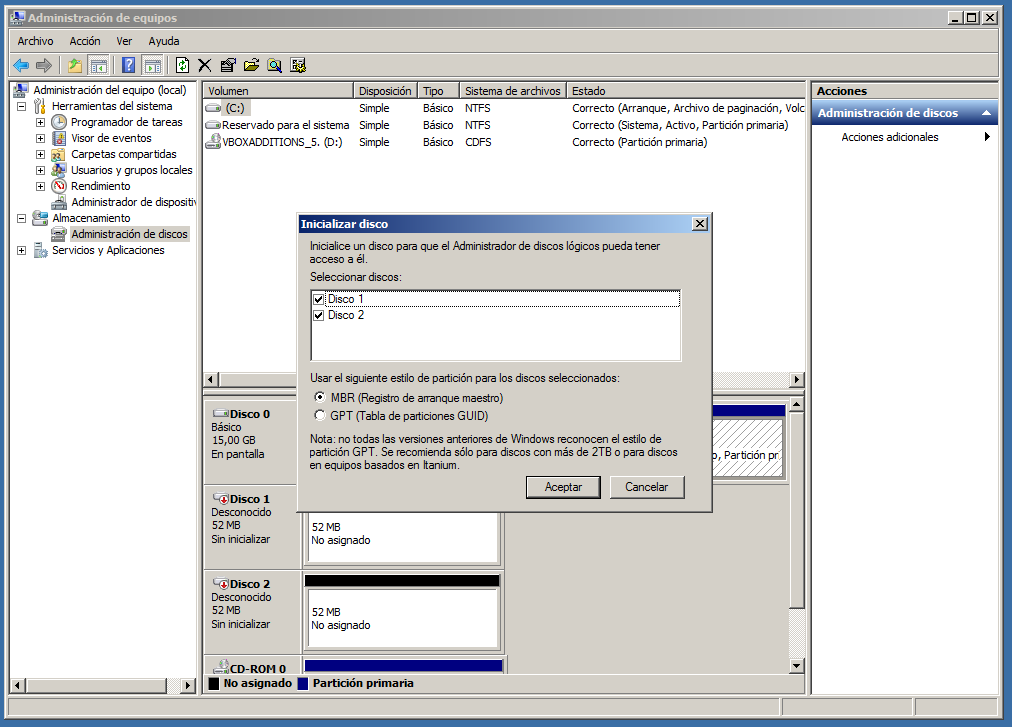 Administración de equipos
Archivo Acción Ver Ayuda
Administración del equipo (local)
Herramientas del sistema
Programador de tareas
Visor de eventos
Carpetas compartidas
Usuarios y grupos locales
Rendimiento
Administrador de dispositiv
Almacenamiento
Administración de discos
Servicios y Aplicaciones
Volumen Disposición Tipo Sistema de archivos Estado
(C:) Simple Básico NTFS Correcto (Arranque, Archivo de paginación, Volc
Reservado para el sistema Simple Básico NTFS Correcto (Sistema, Activo, Partición primaria)
VBOXADDITIONS_5. (D:) Simple Básico CDFS Correcto (Partición primaria)
Acciones
Administración de discos
Acciones adicionales
Inicializar disco
Inicialice un disco para que el Administrador de discos lógicos pueda tener
acceso a él.
Seleccionar discos:
Disco 1
Disco 2
Usar el siguiente estilo de partición para los discos seleccionados:
MBR (Registro de arranque maestro)
GPT (Tabla de particiones GUID)
Nota: no todas las versiones anteriores de Windows reconocen el estilo de
partición GPT. Se recomienda sólo para discos con más de 2TB o para discos
en equipos basados en Itanium.
Aceptar Cancelar
Disco 0
Básico
15,00 GB
En pantalla
o, Partición pr
Disco 1
Desconocido
52 MB
Sin inicializar
52 MB
No asignado
Disco 2
Desconocido
52 MB
Sin inicializar
52 MB
No asignado
CD-ROM 0
No asignado Partición primaria